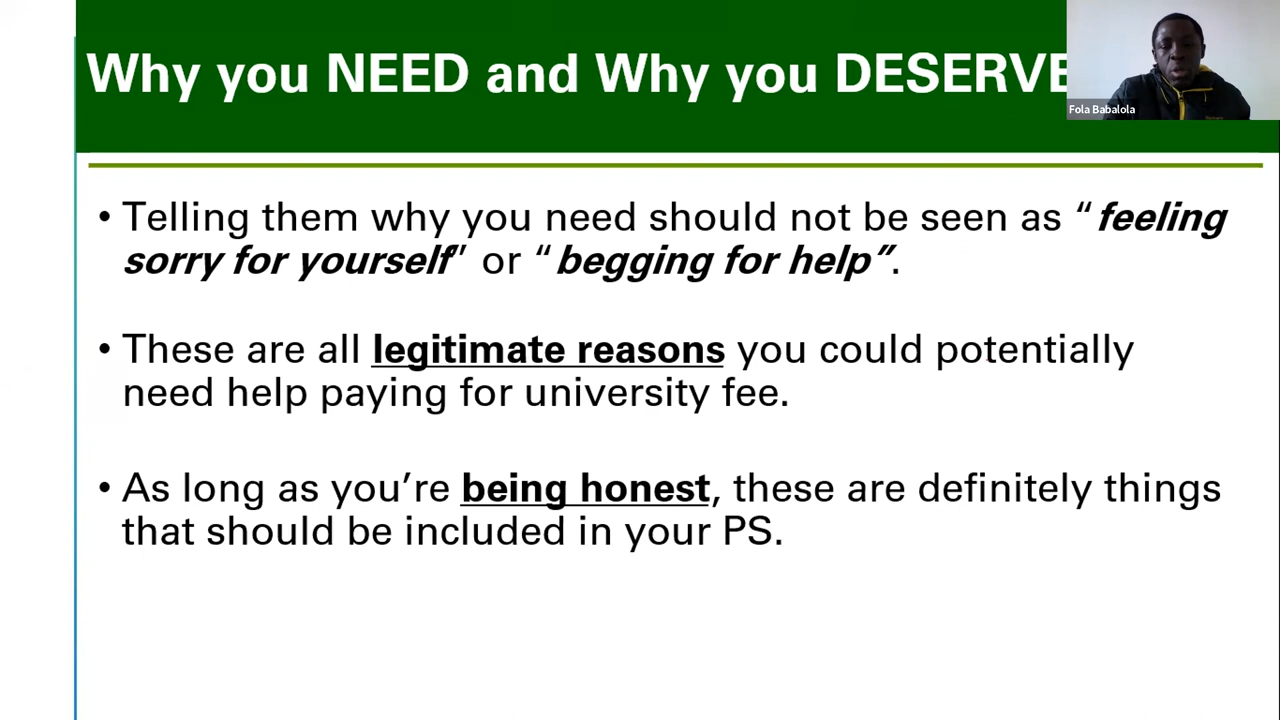 Why you NEED and Why you DESERVE
Fola Babalola
• Telling them why you need should not be seen as “feeling
sorry for yourself” or “begging for help”.
• These are all legitimate reasons you could potentially
need help paying for university fee.
• As long as you’re being honest, these are definitely things
that should be included in your PS.